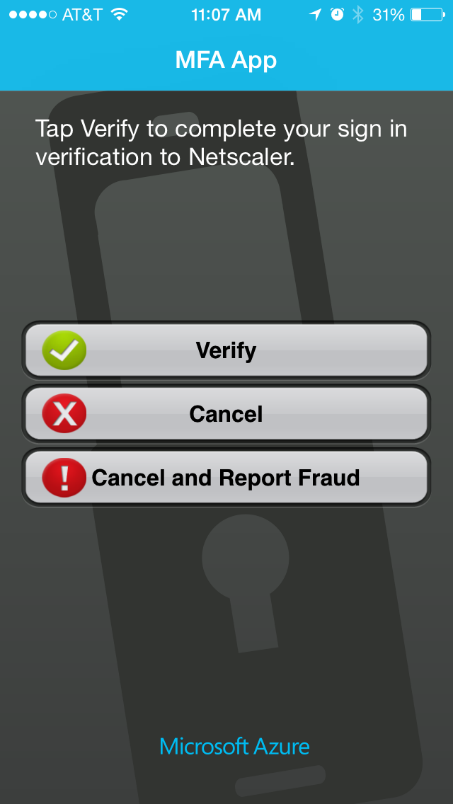 AT&T 11:07 AM 31%
MFA App
Tap Verify to complete your sign in
verification to Netscaler.
Verify
Cancel
Cancel and Report Fraud
Microsoft Azure